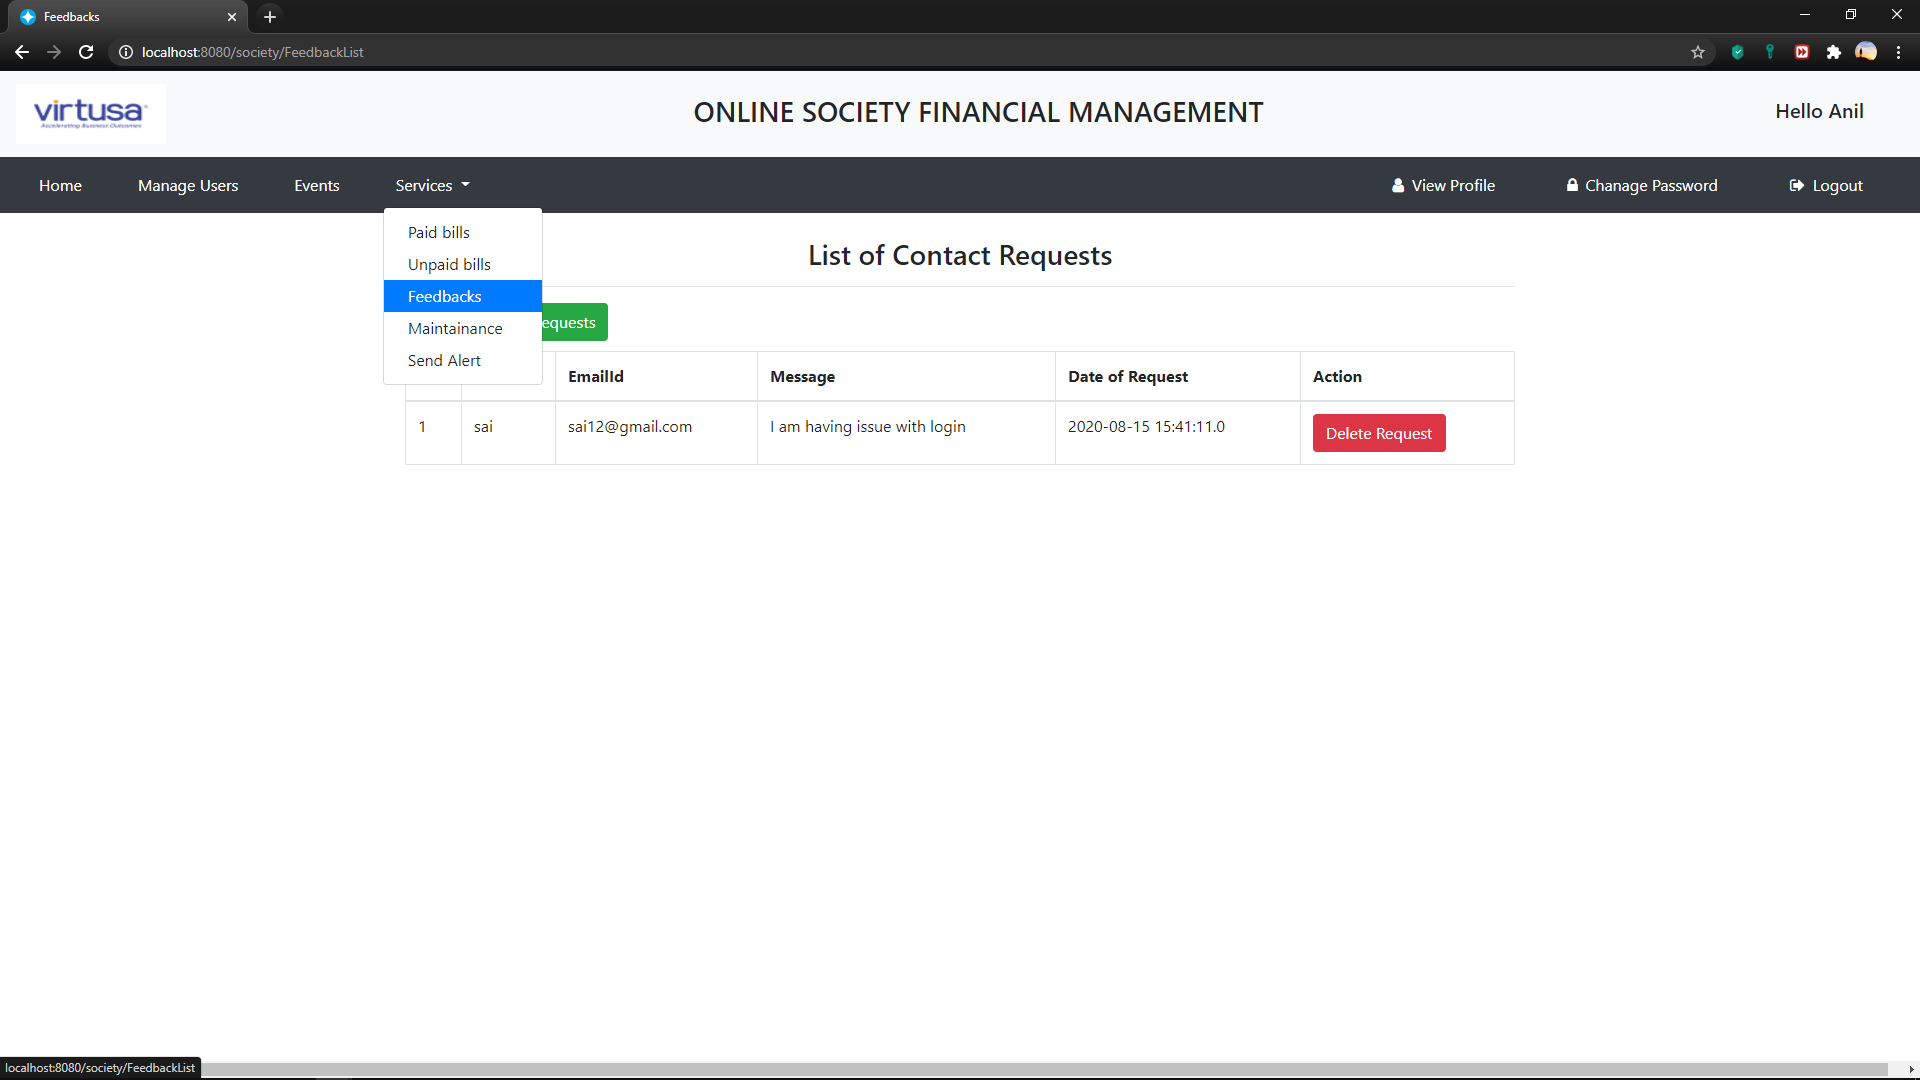 Feedbacks
localhost:8080/society/FeedbackList
virtusa
Accelerating Business Outcomes
ONLINE SOCIETY FINANCIAL MANAGEMENT
Hello Anil
Home
Manage Users
Events
Services
View Profile
Chanage Password
Logout
Paid bills
Unpaid bills
Feedbacks
Maintainance
Send Alert
List of Contact Requests
equests
EmailId Message Date of Request Action
1 sai sai12@gmail.com I am having issue with login 2020-08-15 15:41:11.0 Delete Request
localhost:8080/society/FeedbackList